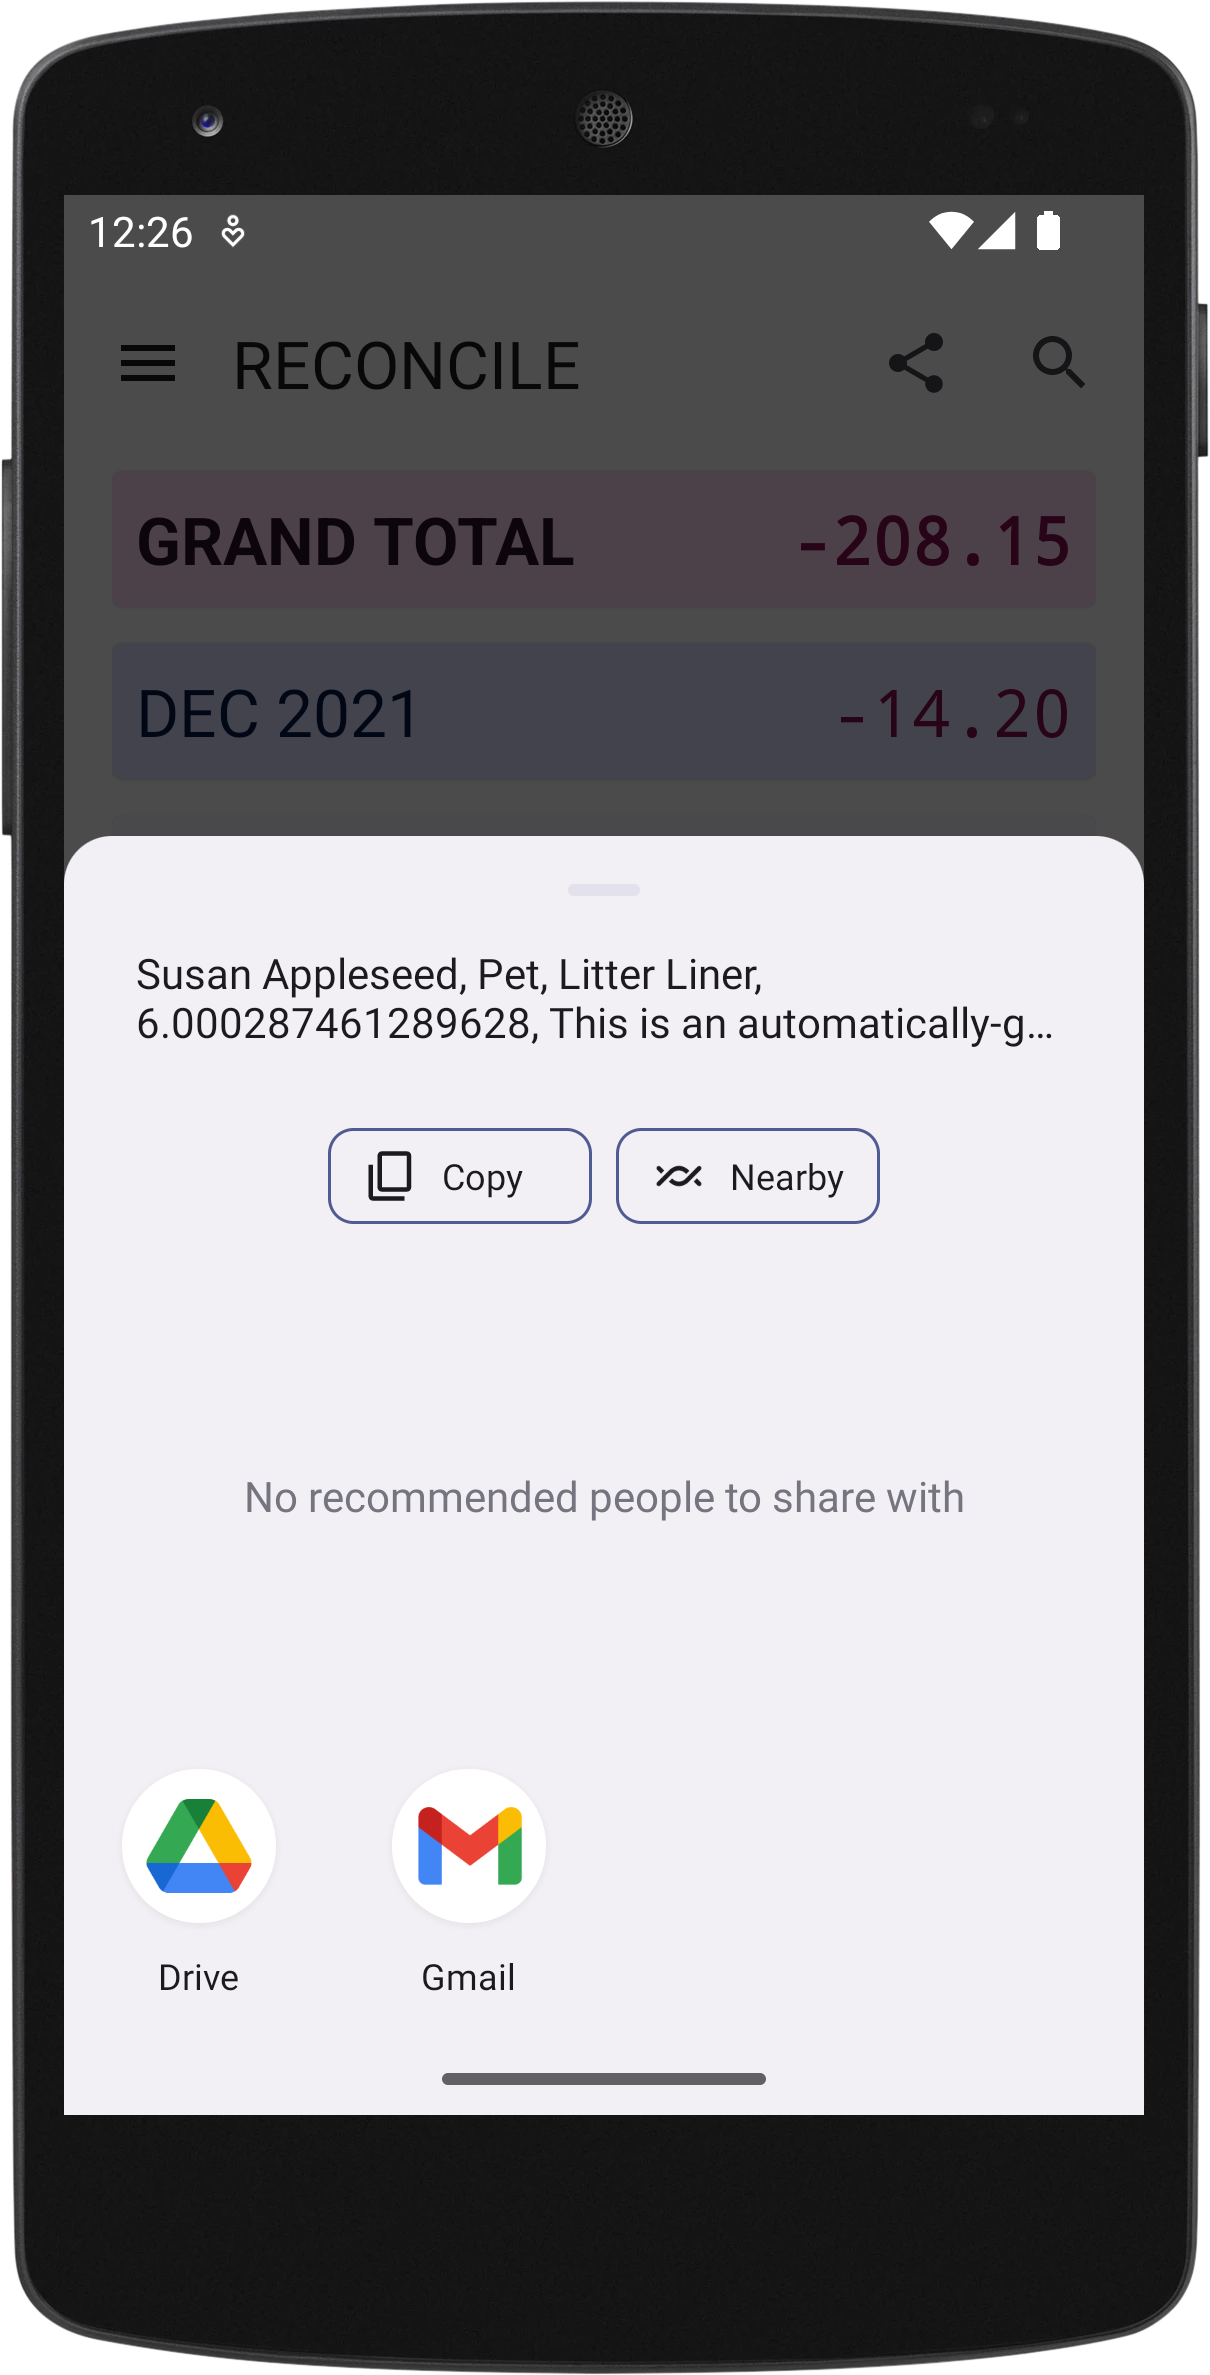 12:26
RECONCILE
GRAND TOTAL -208.15
DEC 2021 -14.20
Susan Appleseed, Pet, Litter Liner,
6.000287461289628, This is an automatically-g...
Copy Nearby
No recommended people to share with
Drive Gmail